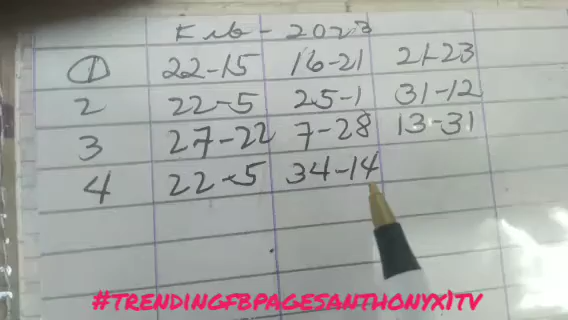 Feb - 2023
① 22-15 16-21 21-23
2 22-5 25-1 31-12
3 27-22 7-28 13-31
4 22-5 34-14
#TRENDINGFBPAGESANTHONYX1TV